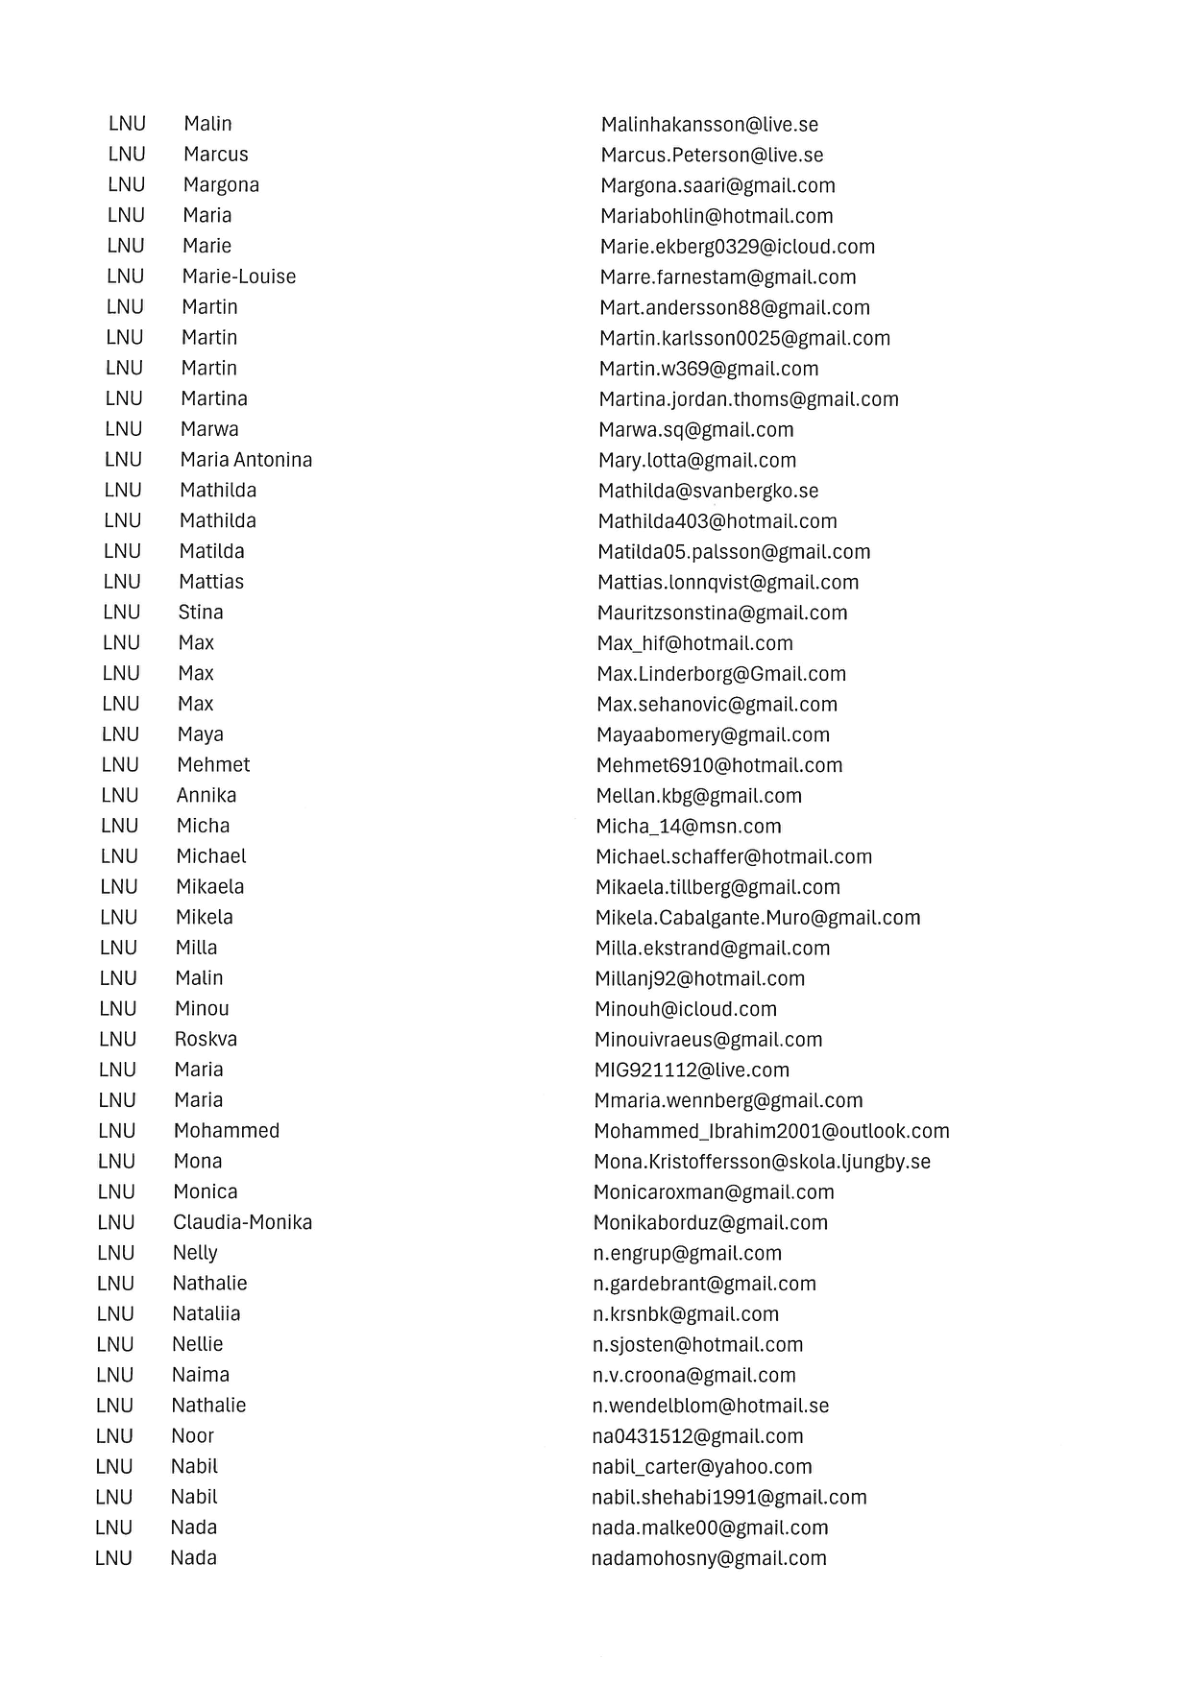 LNU Malin Malinhakansson@live.se
LNU Marcus Marcus.Peterson@live.se
LNU Margona Margona.saari@gmail.com
LNU Maria Mariabohlin@hotmail.com
LNU Marie Marie.ekberg0329@icloud.com
LNU Marie-Louise Marre.farnestam@gmail.com
LNU Martin Mart.andersson88@gmail.com
LNU Martin Martin.karlsson0025@gmail.com
LNU Martin Martin.w369@gmail.com
LNU Martina Martina.jordan.thoms@gmail.com
LNU Marwa Marwa.sq@gmail.com
LNU Maria Antonina Mary.lotta@gmail.com
LNU Mathilda Mathilda@svanbergko.se
LNU Mathilda Mathilda403@hotmail.com
LNU Matilda Matilda05.palsson@gmail.com
LNU Mattias Mattias.lonnqvist@gmail.com
LNU Stina Mauritzsonstina@gmail.com
LNU Max Max_hif@hotmail.com
LNU Max Max.Linderborg@Gmail.com
LNU Max Max.sehanovic@gmail.com
LNU Maya Mayaabomery@gmail.com
LNU Mehmet Mehmet6910@hotmail.com
LNU Annika Mellan.kbg@gmail.com
LNU Micha Micha_14@msn.com
LNU Michael Michael.schaffer@hotmail.com
LNU Mikaela Mikaela.tillberg@gmail.com
LNU Mikela Mikela.Cabalgante.Muro@gmail.com
LNU Milla Milla.ekstrand@gmail.com
LNU Malin Millanj92@hotmail.com
LNU Minou Minouh@icloud.com
LNU Roskva Minouivraeus@gmail.com
LNU Maria MIG921112@live.com
LNU Maria Mmaria.wennberg@gmail.com
LNU Mohammed Mohammed_Ibrahim2001@outlook.com
LNU Mona Mona.Kristoffersson@skola.ljungby.se
LNU Monica Monicaroxman@gmail.com
LNU Claudia-Monika Monikaborduz@gmail.com
LNU Nelly n.engrup@gmail.com
LNU Nathalie n.gardebrant@gmail.com
LNU Nataliia n.krsnbk@gmail.com
LNU Nellie n.sjosten@hotmail.com
LNU Naima n.v.croona@gmail.com
LNU Nathalie n.wendelblom@hotmail.se
LNU Noor na0431512@gmail.com
LNU Nabil nabil_carter@yahoo.com
LNU Nabil nabil.shehabi1991@gmail.com
LNU Nada nada.malke00@gmail.com
LNU Nada nadamohosny@gmail.com